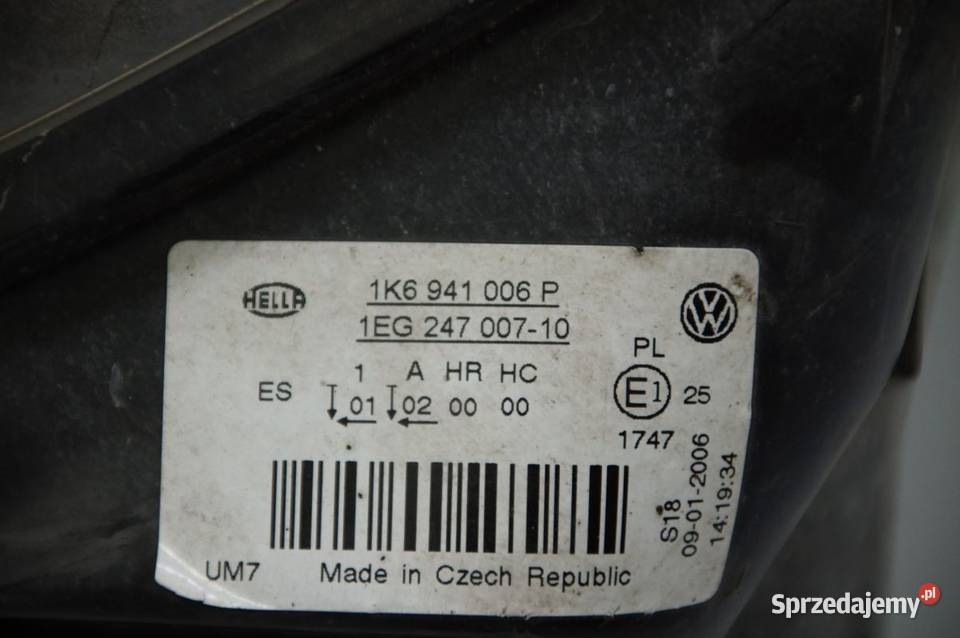 HELLA
1K6 941 006 P
1EG 247 007-10
ES
1 A HR HC
01 02 00 00
PL
E1 25
1747
S18
09-01-2006
14:19:34
UM7 Made in Czech Republic
Sprzedajemy.pl